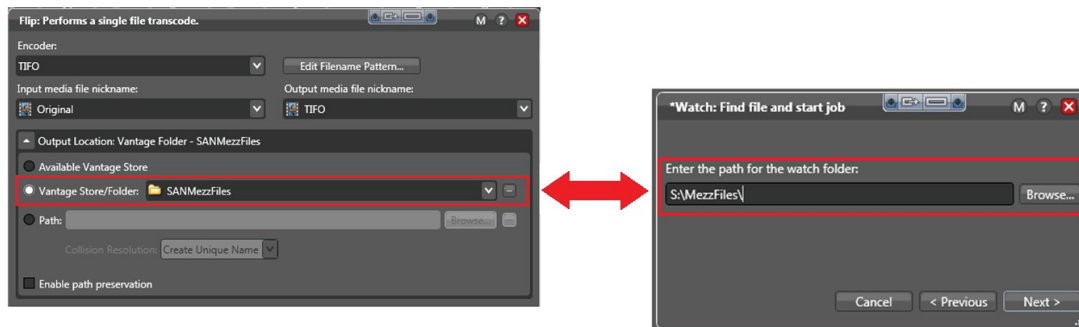 Flip: Performs a single file transcode.
M ?
Encoder:
TIFO
Edit Filename Pattern...
Input media file nickname:
Output media file nickname:
Original
TIFO
Output Location: Vantage Folder - SANMezzFiles
Available Vantage Store
Vantage Store/Folder:
SANMezzFiles
Path:
Browse...
Collision Resolution: Create Unique Name
Enable path preservation
*Watch: Find file and start job
M ?
Enter the path for the watch folder:
S:\MezzFiles\
Browse...
Cancel
< Previous
Next >